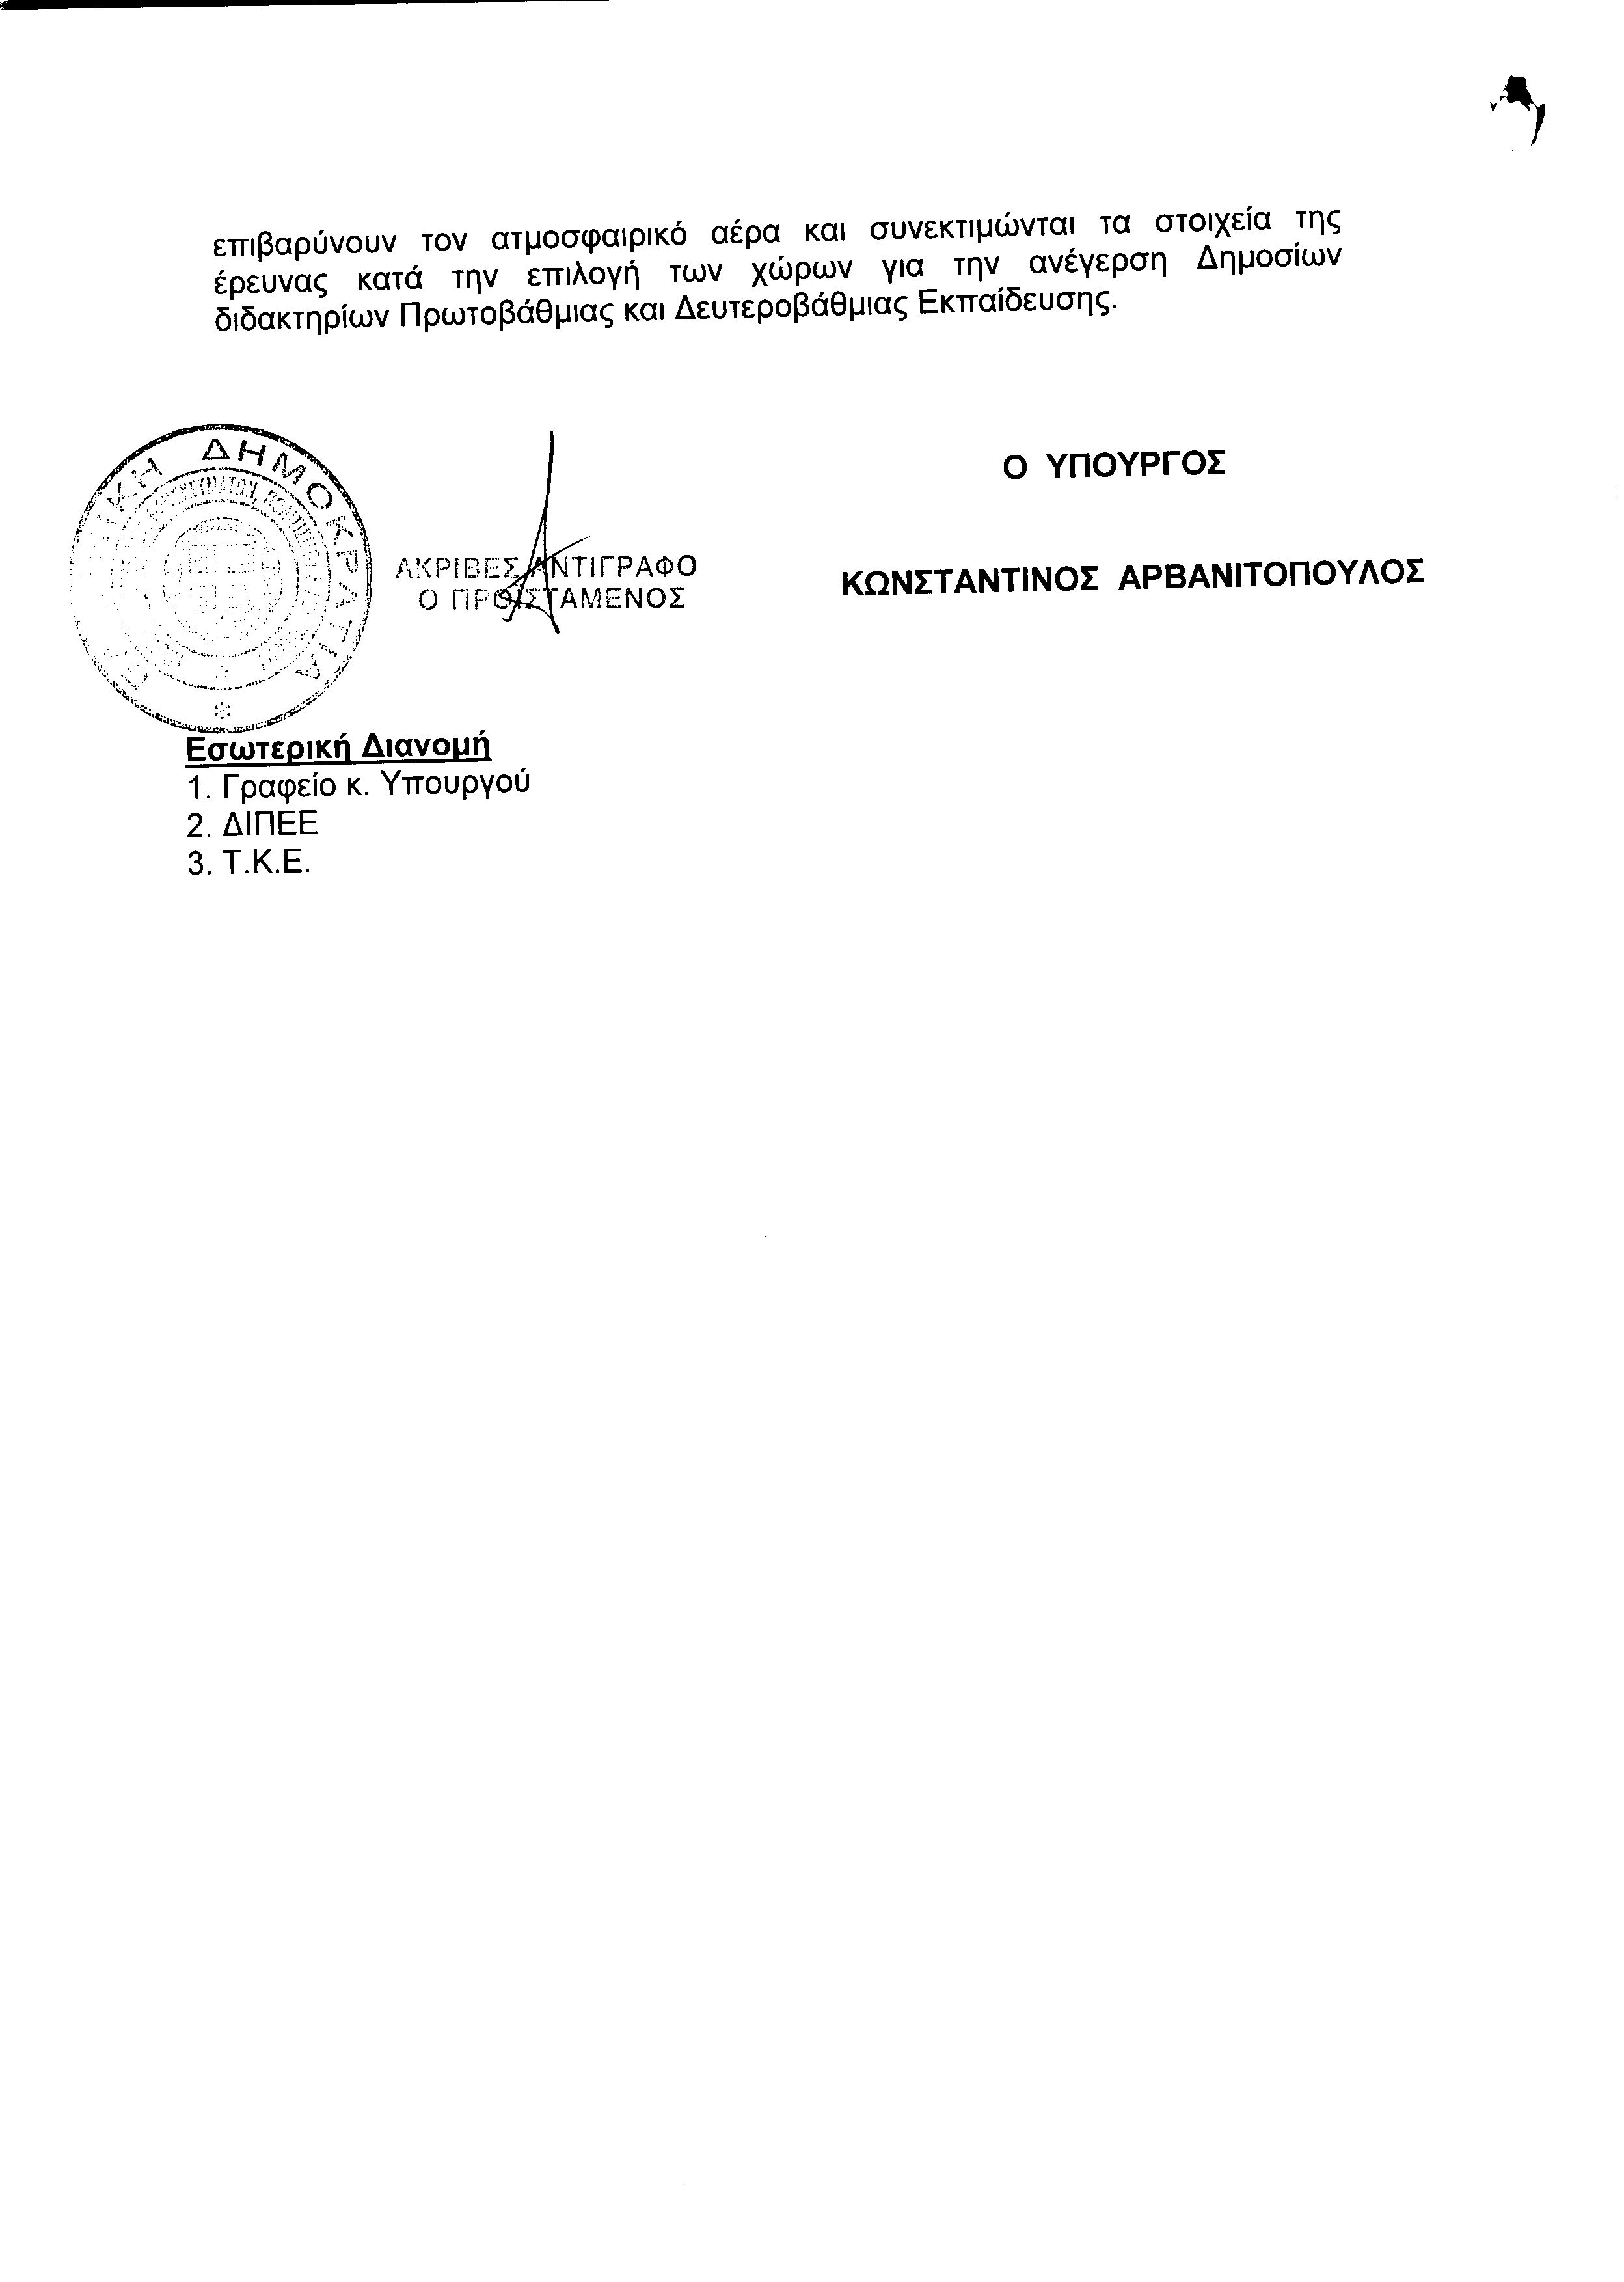 επιβαρύνουν τον ατμοσφαιρικό αέρα και συνεκτιμώνται τα στοιχεία της
έρευνας κατά την επιλογή των χώρων για την ανέγερση Δημοσίων
διδακτηρίων Πρωτοβάθμιας και Δευτεροβάθμιας Εκπαίδευσης.
Ο ΥΠΟΥΡΓΟΣ
ΔΗΜΟΚΡΑΤΙΑ
ΑΚΡΙΒΕΣ ΑΝΤΙΓΡΑΦΟ
Ο ΠΡΟΪΣΤΑΜΕΝΟΣ
ΚΩΝΣΤΑΝΤΙΝΟΣ ΑΡΒΑΝΙΤΟΠΟΥΛΟΣ
Εσωτερική Διανομή
1. Γραφείο κ. Υπουργού
2. ΔΙΠΕΕ
3. Τ.Κ.Ε.